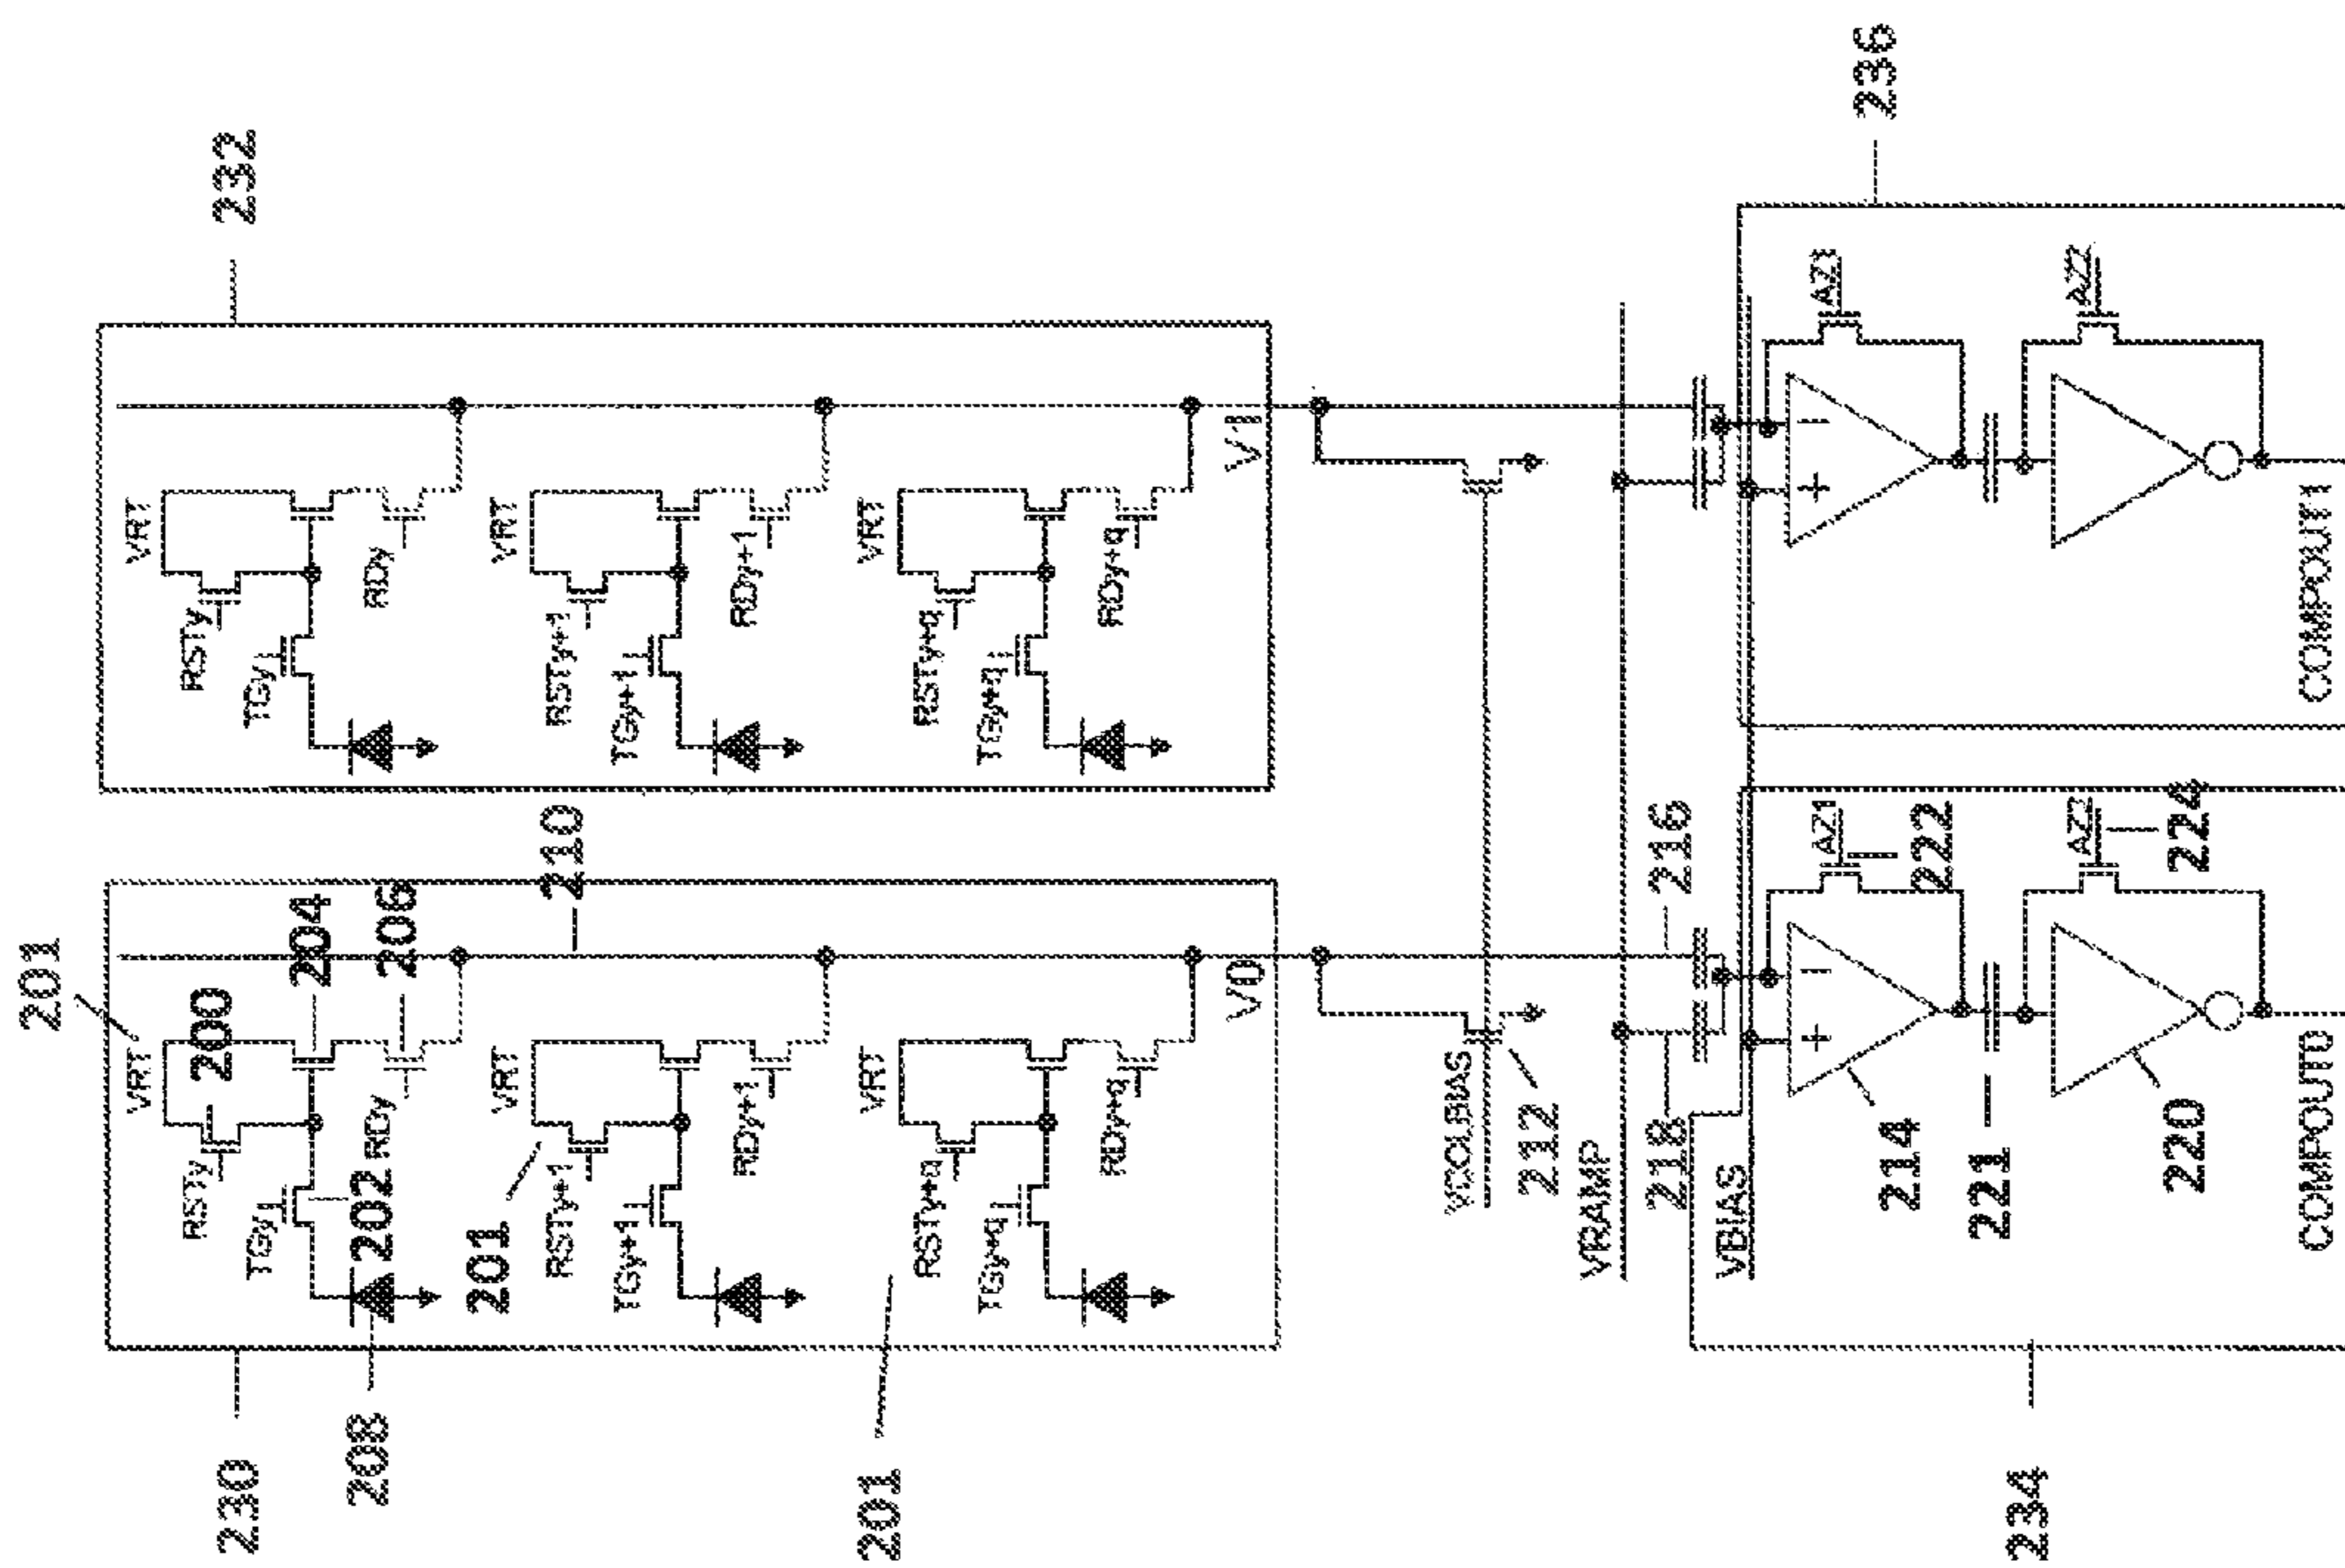 201
VRT
200
204
206
RSTy
TGy
202
RDy
208
230
210
VRT
201
RSTy+1
TGy+1
RDy+1
VRT
201
RSTy+q
TGy+q
RDy+q
V0
232
VRT
RSTy
TGy
RDy
VRT
RSTy+1
TGy+1
RDy+1
VRT
RSTy+q
TGy+q
RDy+q
V1
VCOLBIAS
212
VRAMP
218
216
VBIAS
+
-
AZ1
222
214
221
AZ2
224
220
COMPOUT0
234
+
-
AZ1
AZ2
COMPOUT1
236